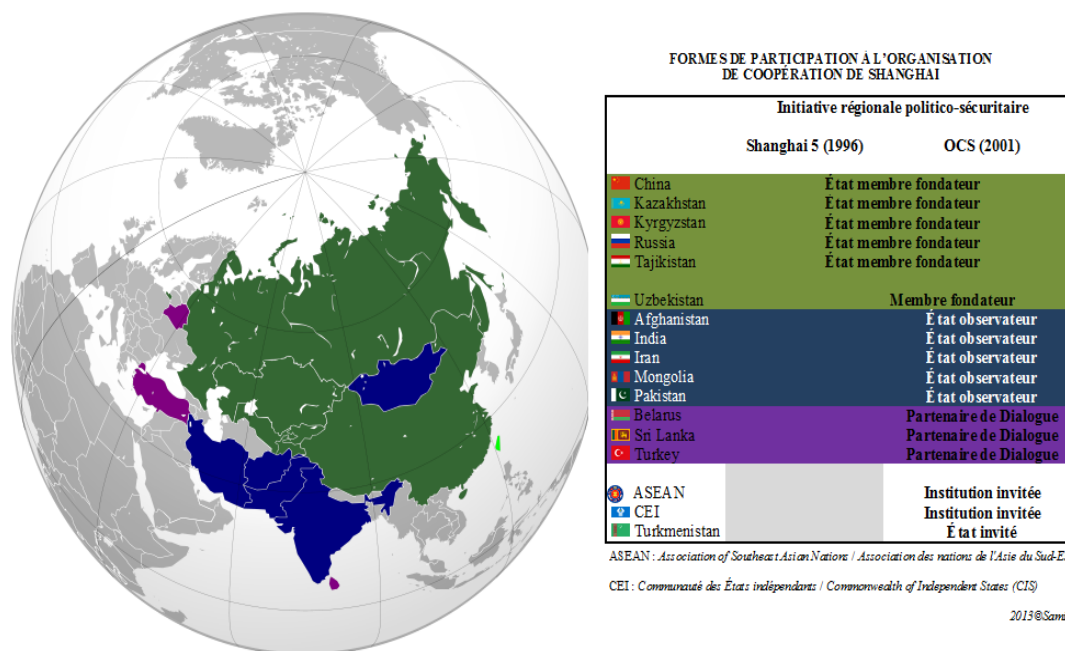 FORMES DE PARTICIPATION À L'ORGANISATION
DE COOPÉRATION DE SHANGHAI
Initiative régionale politico-sécuritaire
Shanghai 5 (1996) OCS (2001)
China État membre fondateur
Kazakhstan État membre fondateur
Kyrgyzstan État membre fondateur
Russia État membre fondateur
Tajikistan État membre fondateur
Uzbekistan Membre fondateur
Afghanistan État observateur
India État observateur
Iran État observateur
Mongolia État observateur
Pakistan État observateur
Belarus Partenaire de Dialogue
Sri Lanka Partenaire de Dialogue
Turkey Partenaire de Dialogue
ASEAN Institution invitée
CEI Institution invitée
Turkmenistan État invité
ASEAN : Association of Southeast Asian Nations / Association des nations de l'Asie du Sud-E
CEI : Communauté des États indépendants / Commonwealth of Independent States (CIS)
2013©Sam